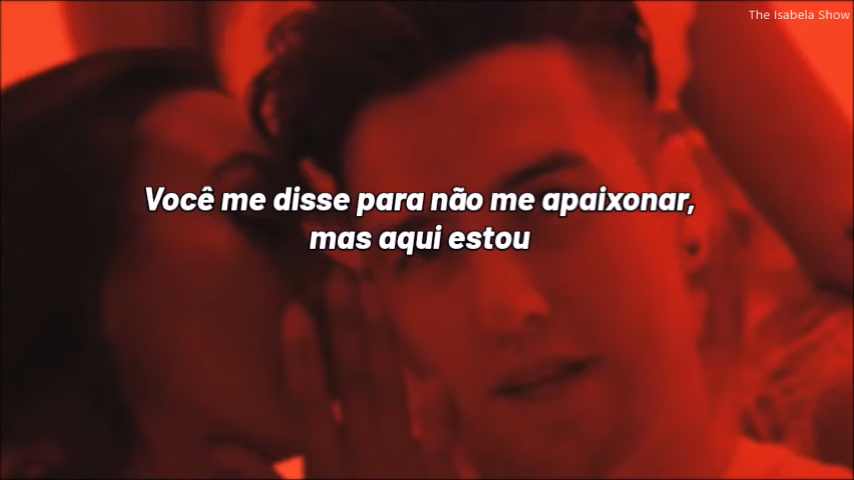 The Isabela Show
Você me disse para não me apaixonar,
mas aqui estou